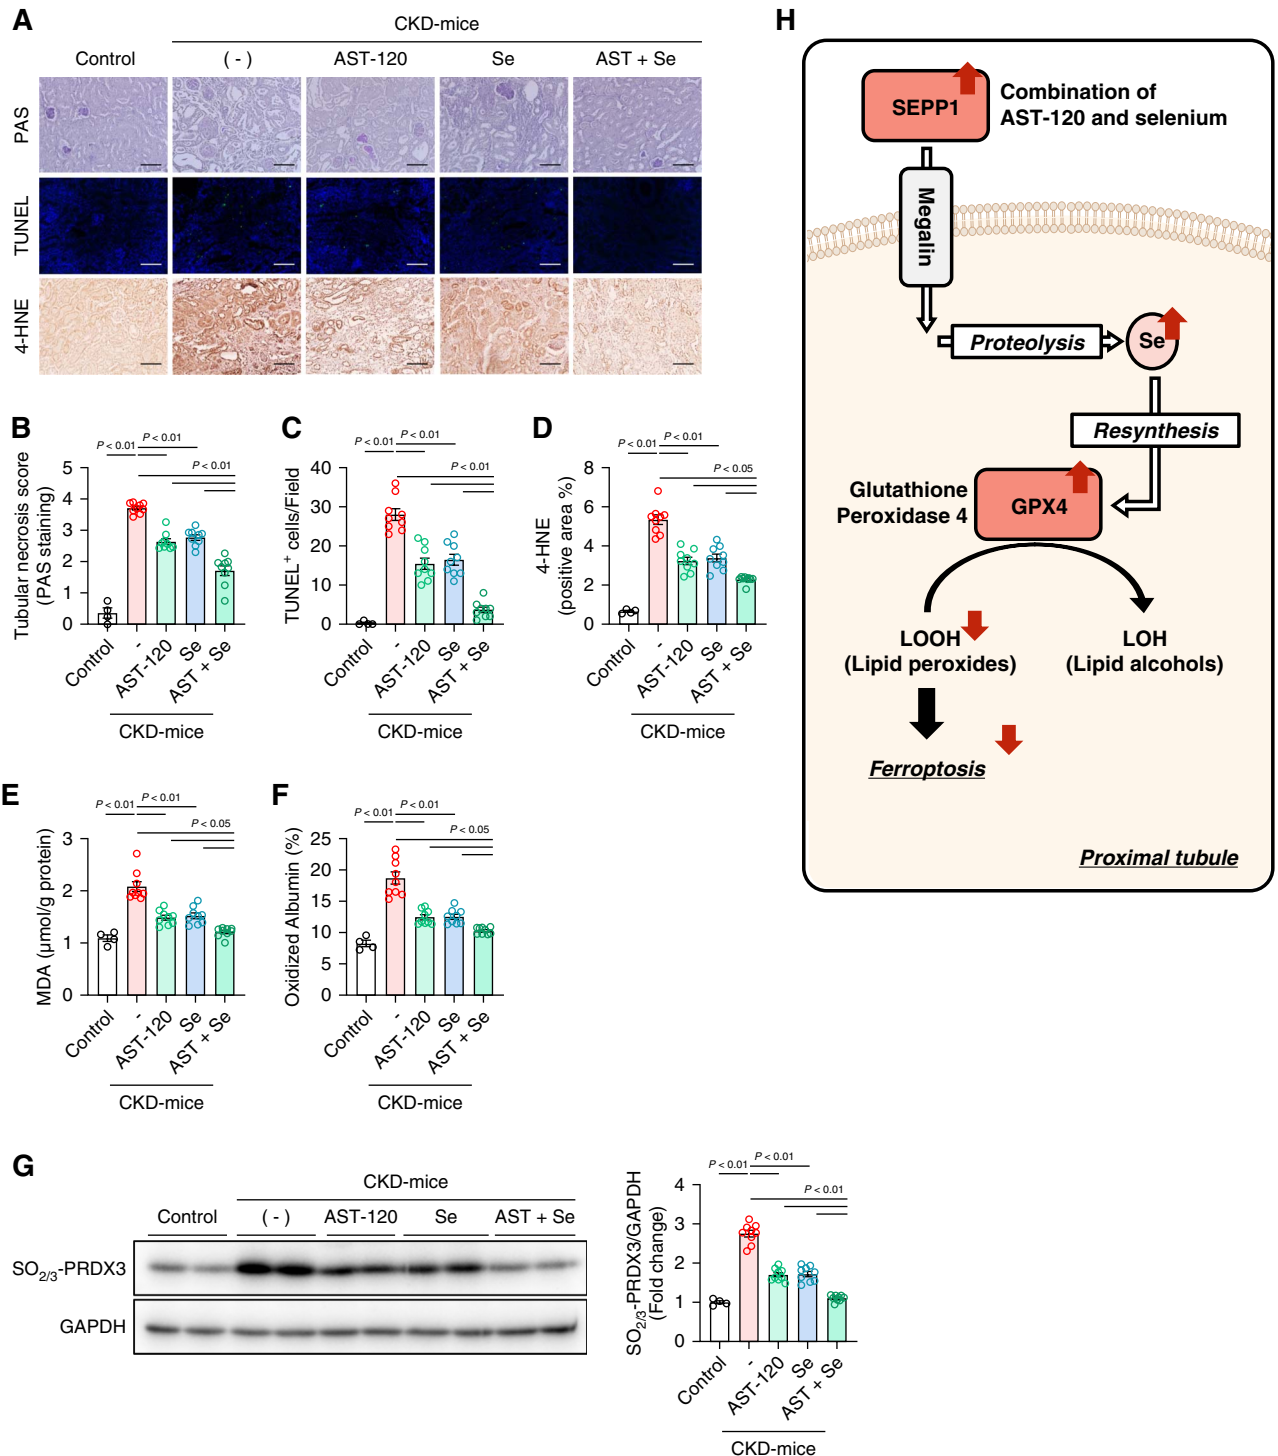 A
CKD-mice
Control
( - )
AST-120
Se
AST + Se
PAS
TUNEL
4-HNE
B
P < 0.01
P < 0.01
P < 0.01
Tubular necrosis score
(PAS staining)
5
4
3
2
1
0
Control
-
AST-120
Se
AST + Se
CKD-mice
C
P < 0.01
P < 0.01
P < 0.01
TUNEL+ cells/Field
40
30
20
10
0
Control
-
AST-120
Se
AST + Se
CKD-mice
D
P < 0.01
P < 0.01
P < 0.05
4-HNE
(positive area %)
8
6
4
2
0
Control
-
AST-120
Se
AST + Se
CKD-mice
E
P < 0.01
P < 0.01
P < 0.05
MDA (µmol/g protein)
3
2
1
0
Control
-
AST-120
Se
AST + Se
CKD-mice
F
P < 0.01
P < 0.01
P < 0.05
Oxidized Albumin (%)
25
20
15
10
5
0
Control
-
AST-120
Se
AST + Se
CKD-mice
G
CKD-mice
Control
( - )
AST-120
Se
AST + Se
SO2/3-PRDX3
GAPDH
P < 0.01
P < 0.01
P < 0.01
SO2/3-PRDX3/GAPDH
(Fold change)
4
3
2
1
0
Control
-
AST-120
Se
AST + Se
CKD-mice
H
SEPP1
Combination of
AST-120 and selenium
Megalin
Proteolysis
Se
Resynthesis
Glutathione
Peroxidase 4
GPX4
LOOH
(Lipid peroxides)
LOH
(Lipid alcohols)
Ferroptosis
Proximal tubule